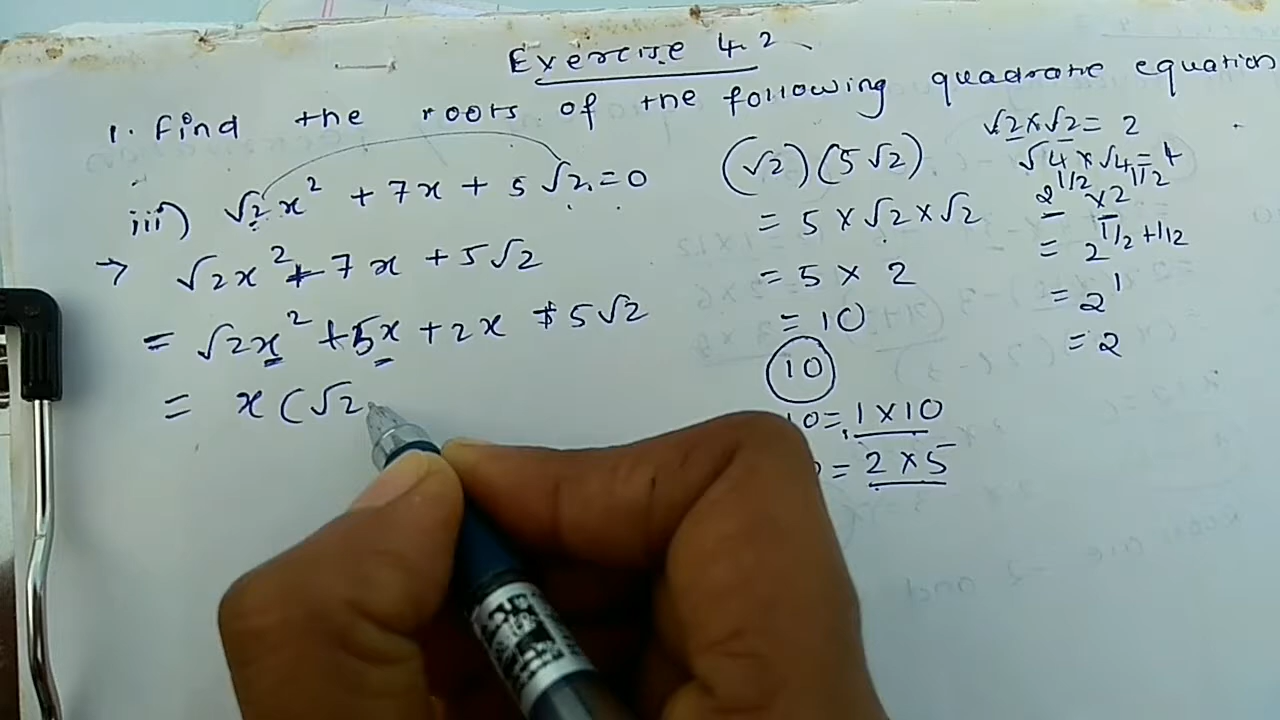 Exercise 4.2
1. Find the roots of the following quadratic equation
iii) √2x² + 7x + 5√2 = 0
→ √2x² + 7x + 5√2
= √2x² + 5x + 2x + 5√2
= x(√2
(√2)(5√2)
= 5 × √2 × √2
= 5 × 2
= 10
10
10 = 1 × 10
= 2 × 5
√2 × √2 = 2
√4 × √4 = 4
2^1/2 × 2^1/2
= 2^1/2 + 1/2
= 2^1
= 2